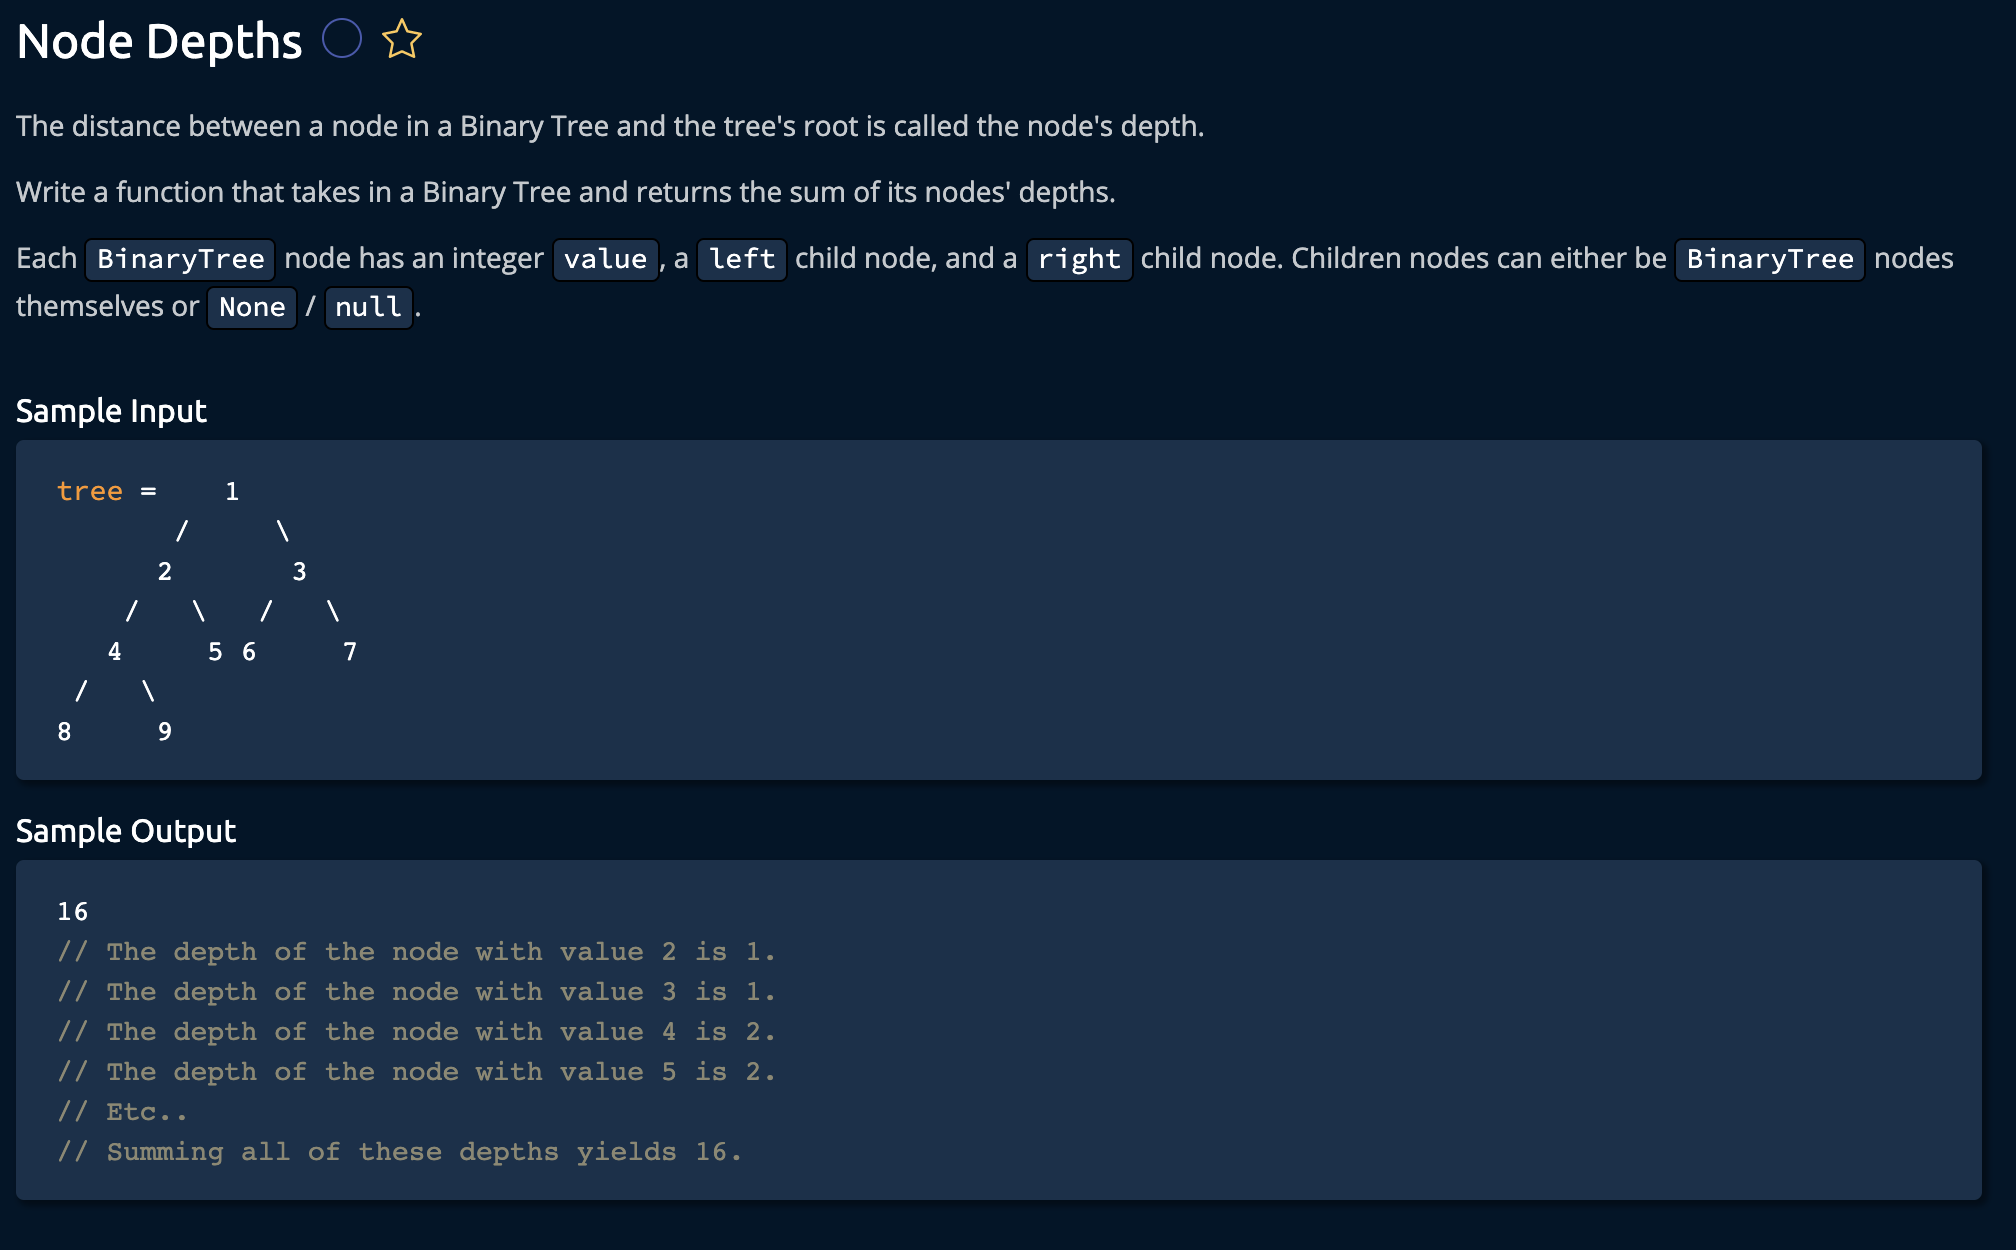 Node Depths
The distance between a node in a Binary Tree and the tree's root is called the node's depth.
Write a function that takes in a Binary Tree and returns the sum of its nodes' depths.
Each BinaryTree node has an integer value, a left child node, and a right child node. Children nodes can either be BinaryTree nodes
themselves or None / null.
Sample Input
tree =    1
       /     \
      2       3
    /   \   /   \
   4     5 6     7
 /   \
8     9
Sample Output
16
// The depth of the node with value 2 is 1.
// The depth of the node with value 3 is 1.
// The depth of the node with value 4 is 2.
// The depth of the node with value 5 is 2.
// Etc..
// Summing all of these depths yields 16.